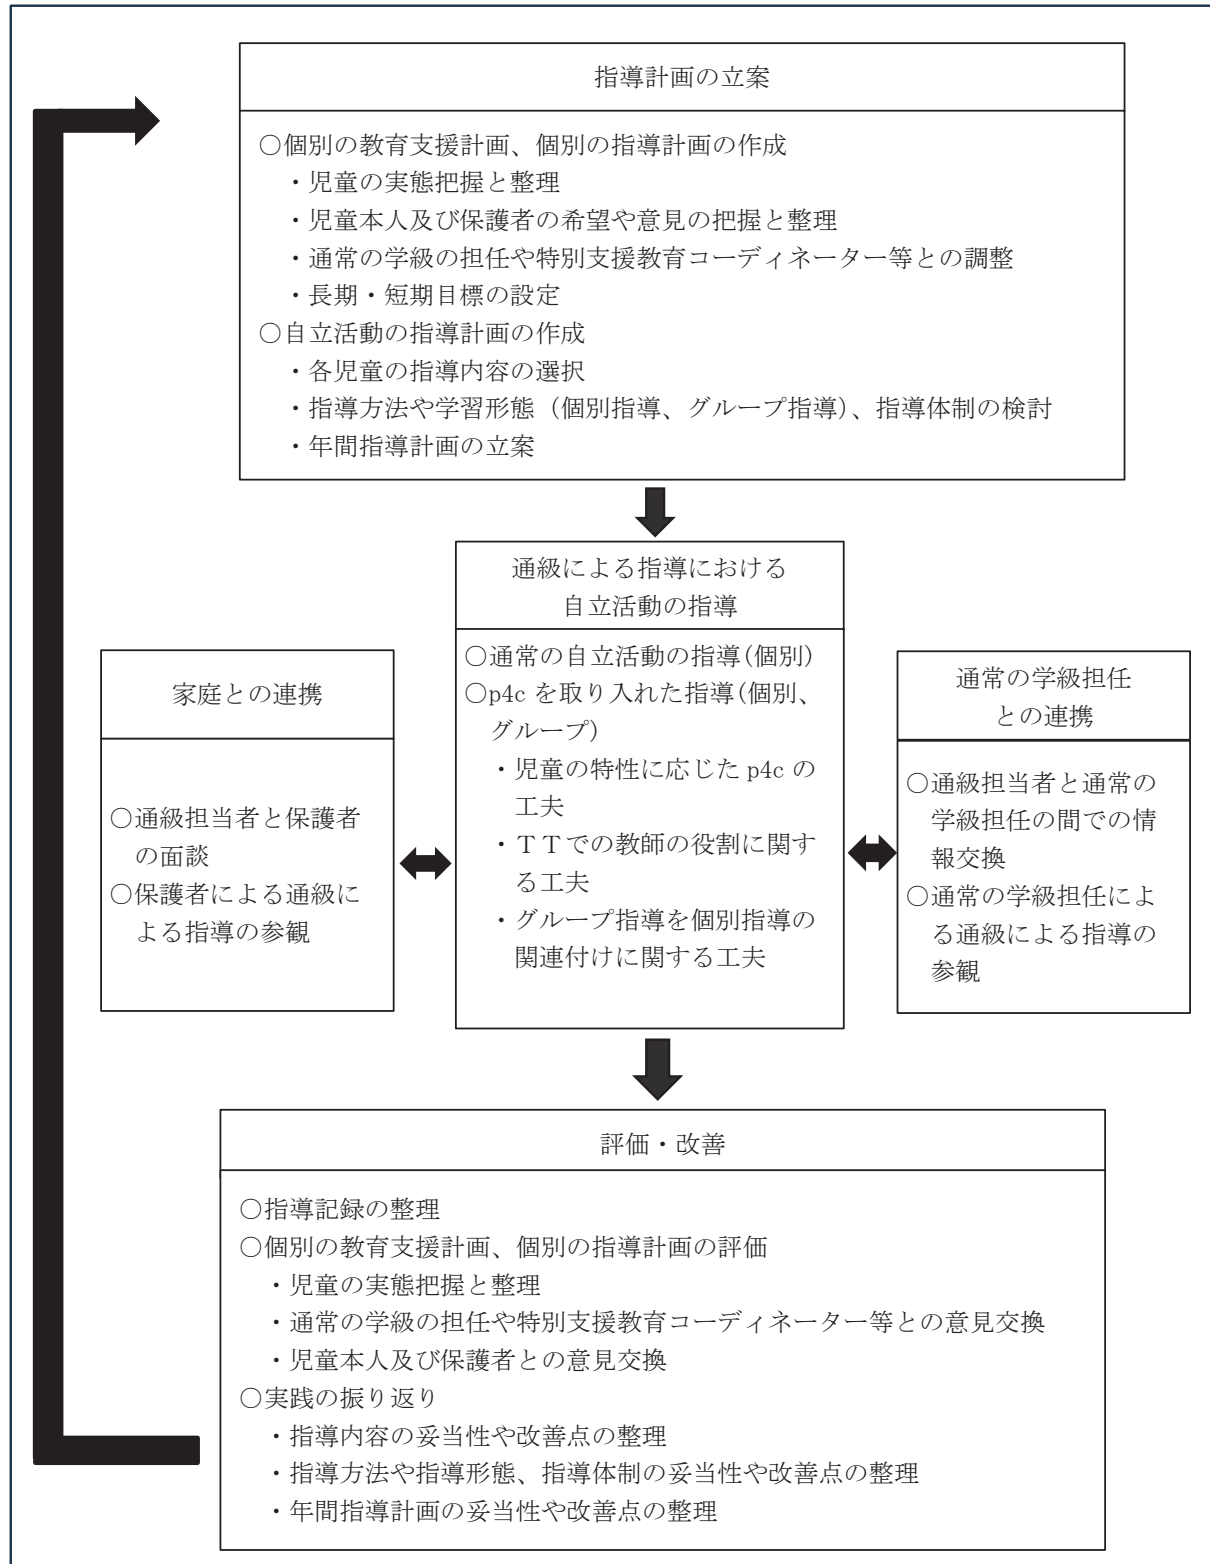 指導計画の立案
○個別の教育支援計画、個別の指導計画の作成
・児童の実態把握と整理
・児童本人及び保護者の希望や意見の把握と整理
・通常の学級の担任や特別支援教育コーディネーター等との調整
・長期・短期目標の設定
○自立活動の指導計画の作成
・各児童の指導内容の選択
・指導方法や学習形態（個別指導、グループ指導）、指導体制の検討
・年間指導計画の立案
通級による指導における
自立活動の指導
○通常の自立活動の指導(個別)
○p4c を取り入れた指導(個別、
グループ)
・児童の特性に応じた p4c の
工夫
・ＴＴでの教師の役割に関す
る工夫
・グループ指導を個別指導の
関連付けに関する工夫
家庭との連携
○通級担当者と保護者
の面談
○保護者による通級に
よる指導の参観
通常の学級担任
との連携
○通級担当者と通常の
学級担任の間での情
報交換
○通常の学級担任によ
る通級による指導の
参観
評価・改善
○指導記録の整理
○個別の教育支援計画、個別の指導計画の評価
・児童の実態把握と整理
・通常の学級の担任や特別支援教育コーディネーター等との意見交換
・児童本人及び保護者との意見交換
○実践の振り返り
・指導内容の妥当性や改善点の整理
・指導方法や指導形態、指導体制の妥当性や改善点の整理
・年間指導計画の妥当性や改善点の整理